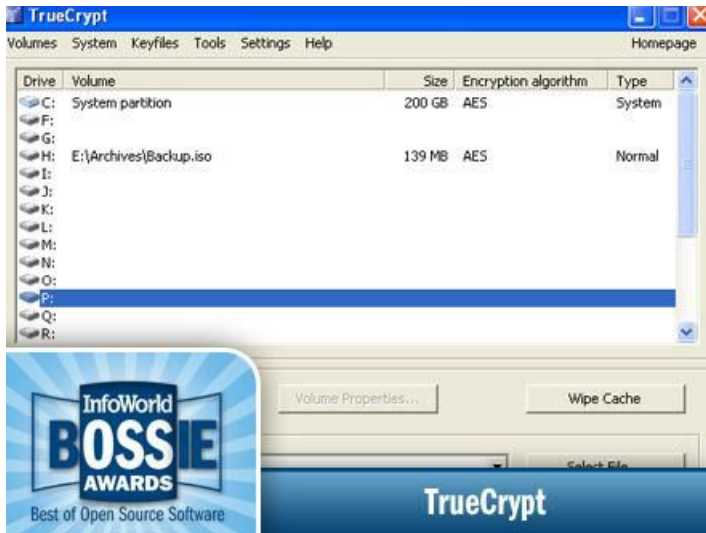 TrueCrypt
Volumes System Keyfiles Tools Settings Help Homepage
Drive Volume Size Encryption algorithm Type
C: System partition 200 GB AES System
F:
G:
H: E:\Archives\Backup.iso 139 MB AES Normal
I:
J:
K:
L:
M:
N:
O:
P:
Q:
R:
Volume Properties... Wipe Cache
Select File
InfoWorld
BOSSIE
AWARDS
Best of Open Source Software
TrueCrypt